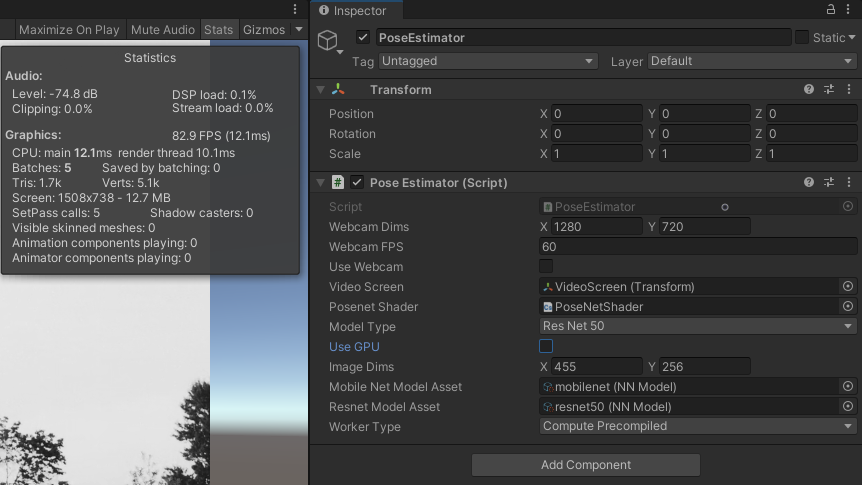 Maximize On Play Mute Audio Stats Gizmos
Statistics
Audio:
Level: -74.8 dB DSP load: 0.1%
Clipping: 0.0% Stream load: 0.0%
Graphics: 82.9 FPS (12.1ms)
CPU: main 12.1ms render thread 10.1ms
Batches: 5 Saved by batching: 0
Tris: 1.7k Verts: 5.1k
Screen: 1508x738 - 12.7 MB
SetPass calls: 5 Shadow casters: 0
Visible skinned meshes: 0
Animation components playing: 0
Animator components playing: 0
Inspector
PoseEstimator Static
Tag Untagged Layer Default
Transform
Position X 0 Y 0 Z 0
Rotation X 0 Y 0 Z 0
Scale X 1 Y 1 Z 1
# Pose Estimator (Script)
Script PoseEstimator
Webcam Dims X 1280 Y 720
Webcam FPS 60
Use Webcam
Video Screen VideoScreen (Transform)
Posenet Shader PoseNetShader
Model Type Res Net 50
Use GPU
Image Dims X 455 Y 256
Mobile Net Model Asset mobilenet (NN Model)
Resnet Model Asset resnet50 (NN Model)
Worker Type Compute Precompiled
Add Component